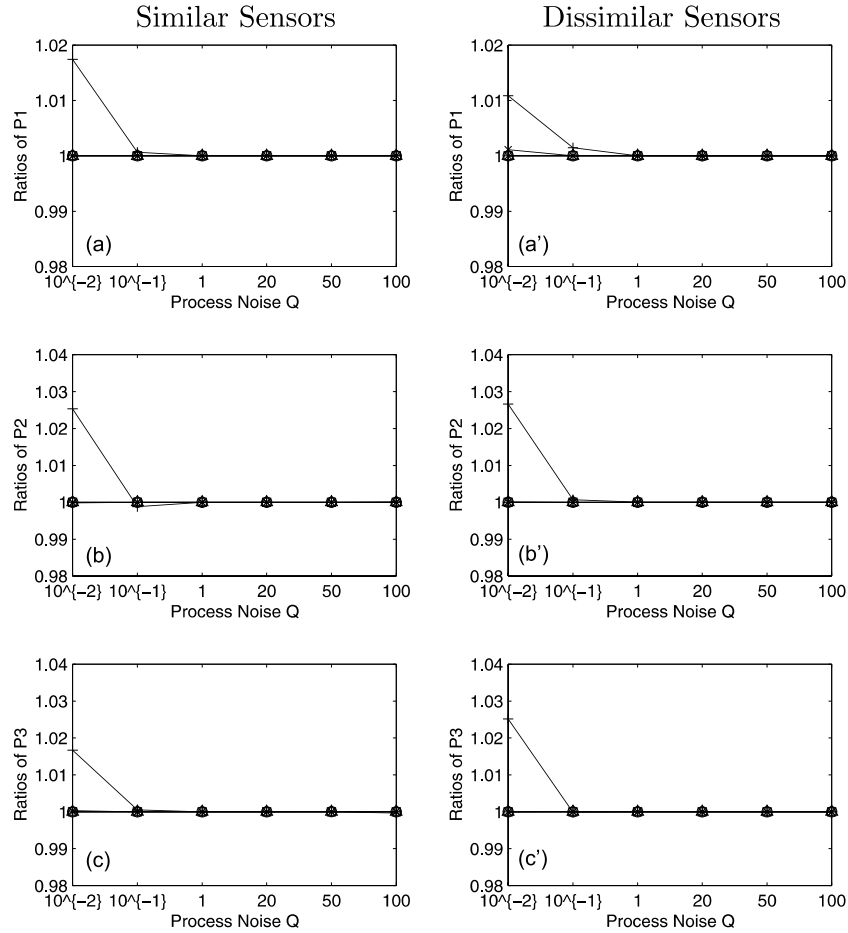 Similar Sensors
Dissimilar Sensors
1.02
1.01
1
0.99
0.98
Ratios of P1
(a)
10^{-2} 10^{-1} 1 20 50 100
Process Noise Q
1.02
1.01
1
0.99
0.98
Ratios of P1
(a')
10^{-2} 10^{-1} 1 20 50 100
Process Noise Q
1.04
1.03
1.02
1.01
1
0.99
0.98
Ratios of P2
(b)
10^{-2} 10^{-1} 1 20 50 100
Process Noise Q
1.04
1.03
1.02
1.01
1
0.99
0.98
Ratios of P2
(b')
10^{-2} 10^{-1} 1 20 50 100
Process Noise Q
1.04
1.03
1.02
1.01
1
0.99
0.98
Ratios of P3
(c)
10^{-2} 10^{-1} 1 20 50 100
Process Noise Q
1.04
1.03
1.02
1.01
1
0.99
0.98
Ratios of P3
(c')
10^{-2} 10^{-1} 1 20 50 100
Process Noise Q